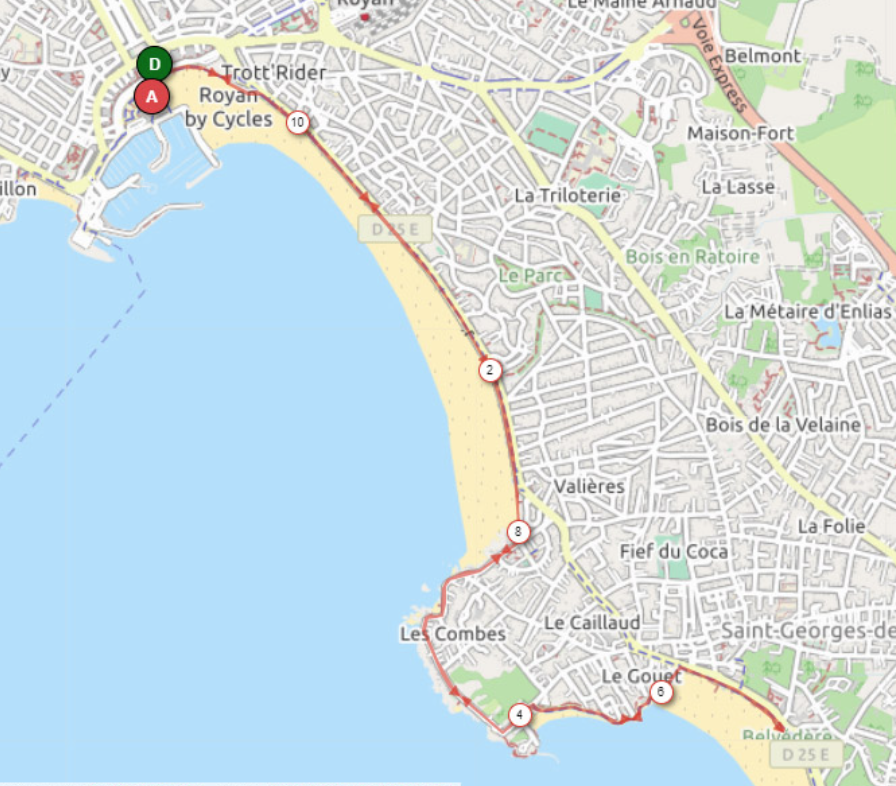 Royan
Le Maine Arnaud
Voie Express
Belmont
D
Trott'Rider
A
Royan
by Cycles
10
Maison-Fort
illon
La Triloterie
La Lasse
D 25 E
Bois en Ratoire
Le Parc
La Métaire d'Enlias
2
Bois de la Velaine
Valières
8
La Folie
Fief du Coca
Les Combes
Le Caillaud
Saint-Georges-de
Le Gouet
6
4
Belvédère
D 25 E